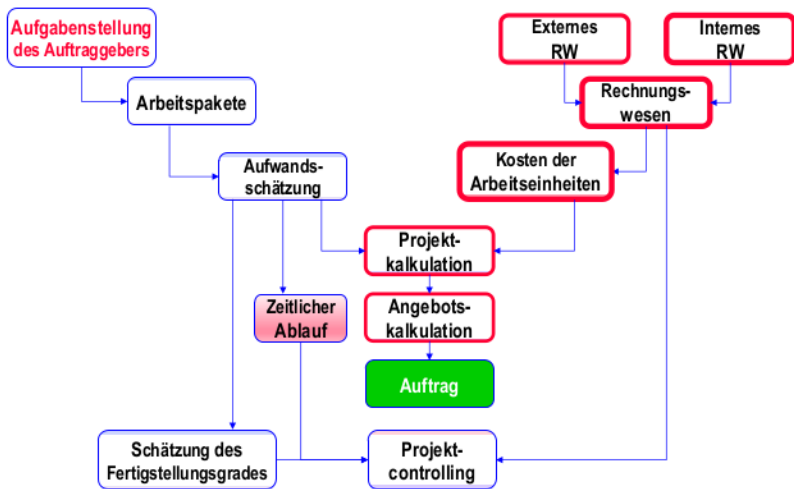 Aufgabenstellung
des Auftraggebers
Externes
RW
Internes
RW
Arbeitspakete
Rechnungs-
wesen
Aufwands-
schätzung
Kosten der
Arbeitseinheiten
Projekt-
kalkulation
Zeitlicher
Ablauf
Angebots-
kalkulation
Auftrag
Schätzung des
Fertigstellungsgrades
Projekt-
controlling